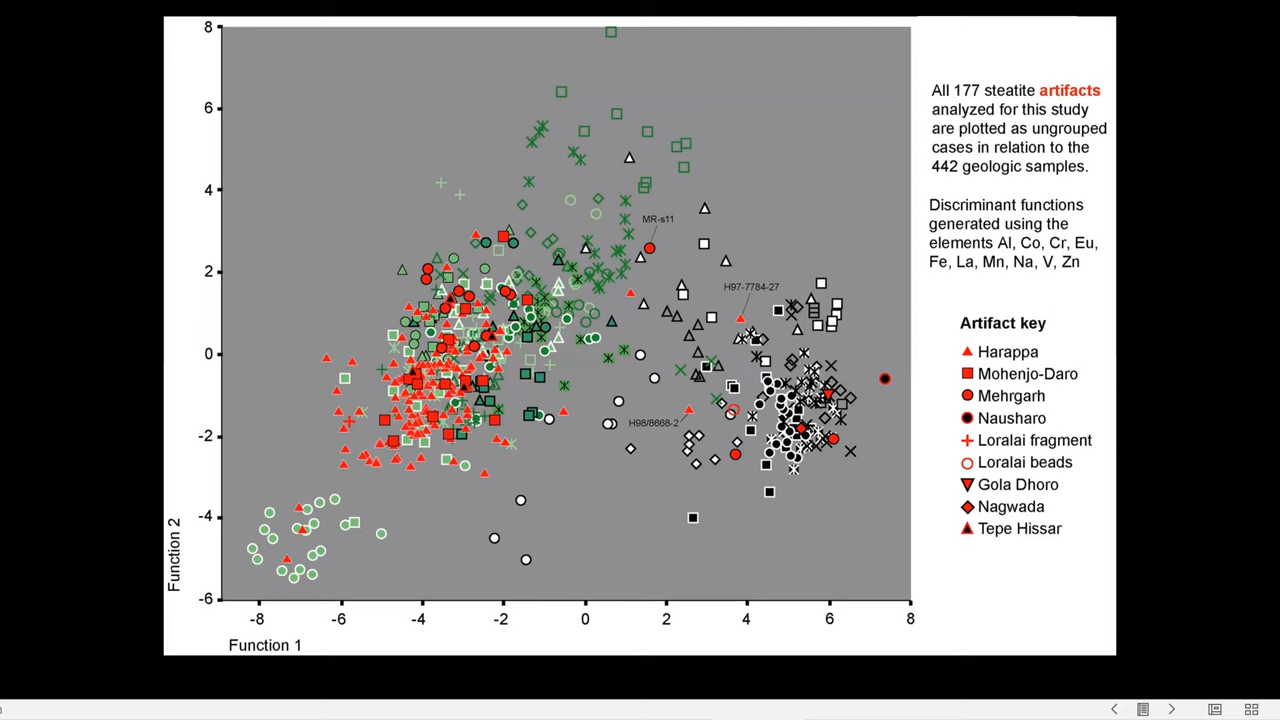 8
6
4
2
0
-2
-4
-6
Function 2
-8
-6
-4
-2
0
2
4
6
8
Function 1
MR-s11
H97-7784-27
H98/8668-2
All 177 steatite artifacts
analyzed for this study
are plotted as ungrouped
cases in relation to the
442 geologic samples.
Discriminant functions
generated using the
elements Al, Co, Cr, Eu,
Fe, La, Mn, Na, V, Zn
Artifact key
Harappa
Mohenjo-Daro
Mehrgarh
Nausharo
Loralai fragment
Loralai beads
Gola Dhoro
Nagwada
Tepe Hissar